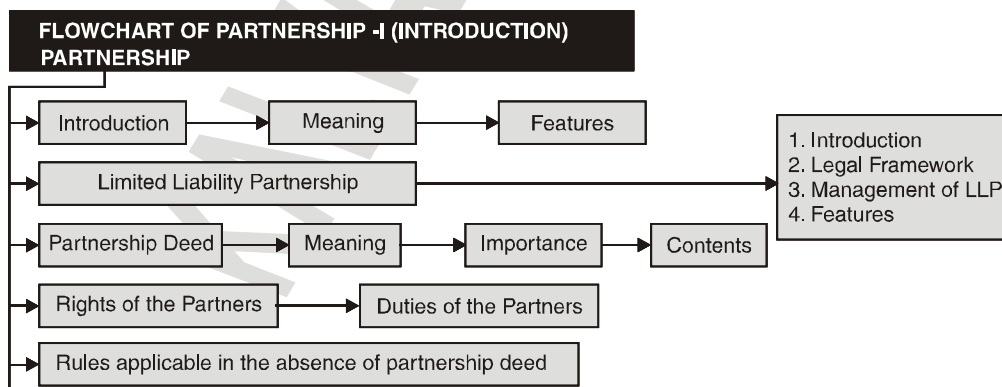 FLOWCHART OF PARTNERSHIP -I (INTRODUCTION)
PARTNERSHIP
Introduction
Meaning
Features
Limited Liability Partnership
1. Introduction
2. Legal Framework
3. Management of LLP
4. Features
Partnership Deed
Meaning
Importance
Contents
Rights of the Partners
Duties of the Partners
Rules applicable in the absence of partnership deed